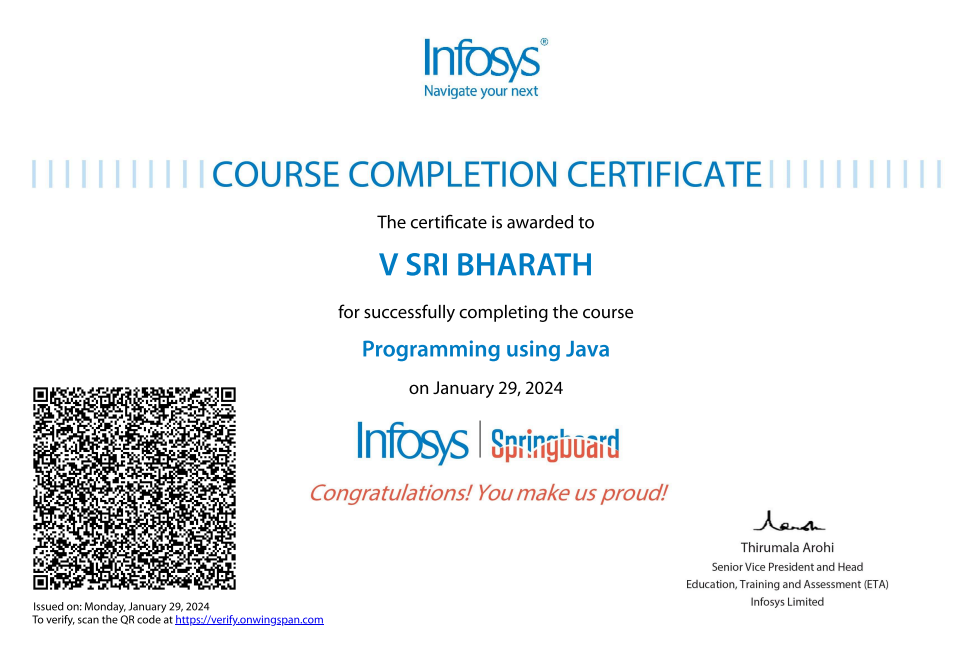 Infosys®
Navigate your next
COURSE COMPLETION CERTIFICATE
The certificate is awarded to
V SRI BHARATH
for successfully completing the course
Programming using Java
on January 29, 2024
Infosys | Springboard
Congratulations! You make us proud!
Thirumala Arohi
Senior Vice President and Head
Education, Training and Assessment (ETA)
Infosys Limited
Issued on: Monday, January 29, 2024
To verify, scan the QR code at https://verify.onwingspan.com